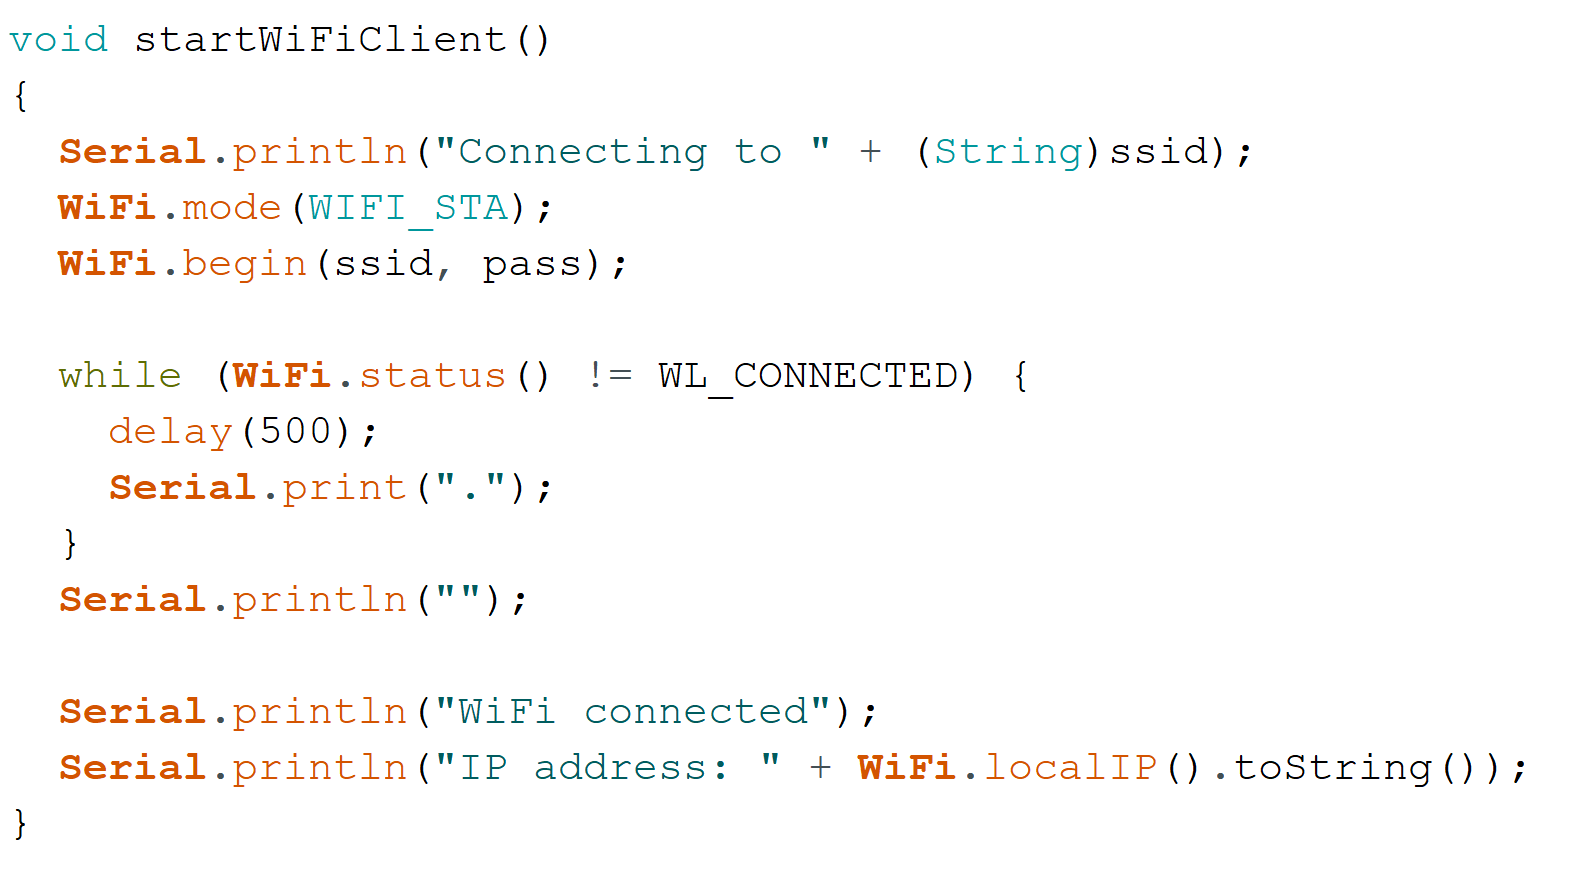 void startWiFiClient()
{
  Serial.println("Connecting to " + (String)ssid);
  WiFi.mode(WIFI_STA);
  WiFi.begin(ssid, pass);

  while (WiFi.status() != WL_CONNECTED) {
    delay(500);
    Serial.print(".");
  }
  Serial.println("");

  Serial.println("WiFi connected");
  Serial.println("IP address: " + WiFi.localIP().toString());
}